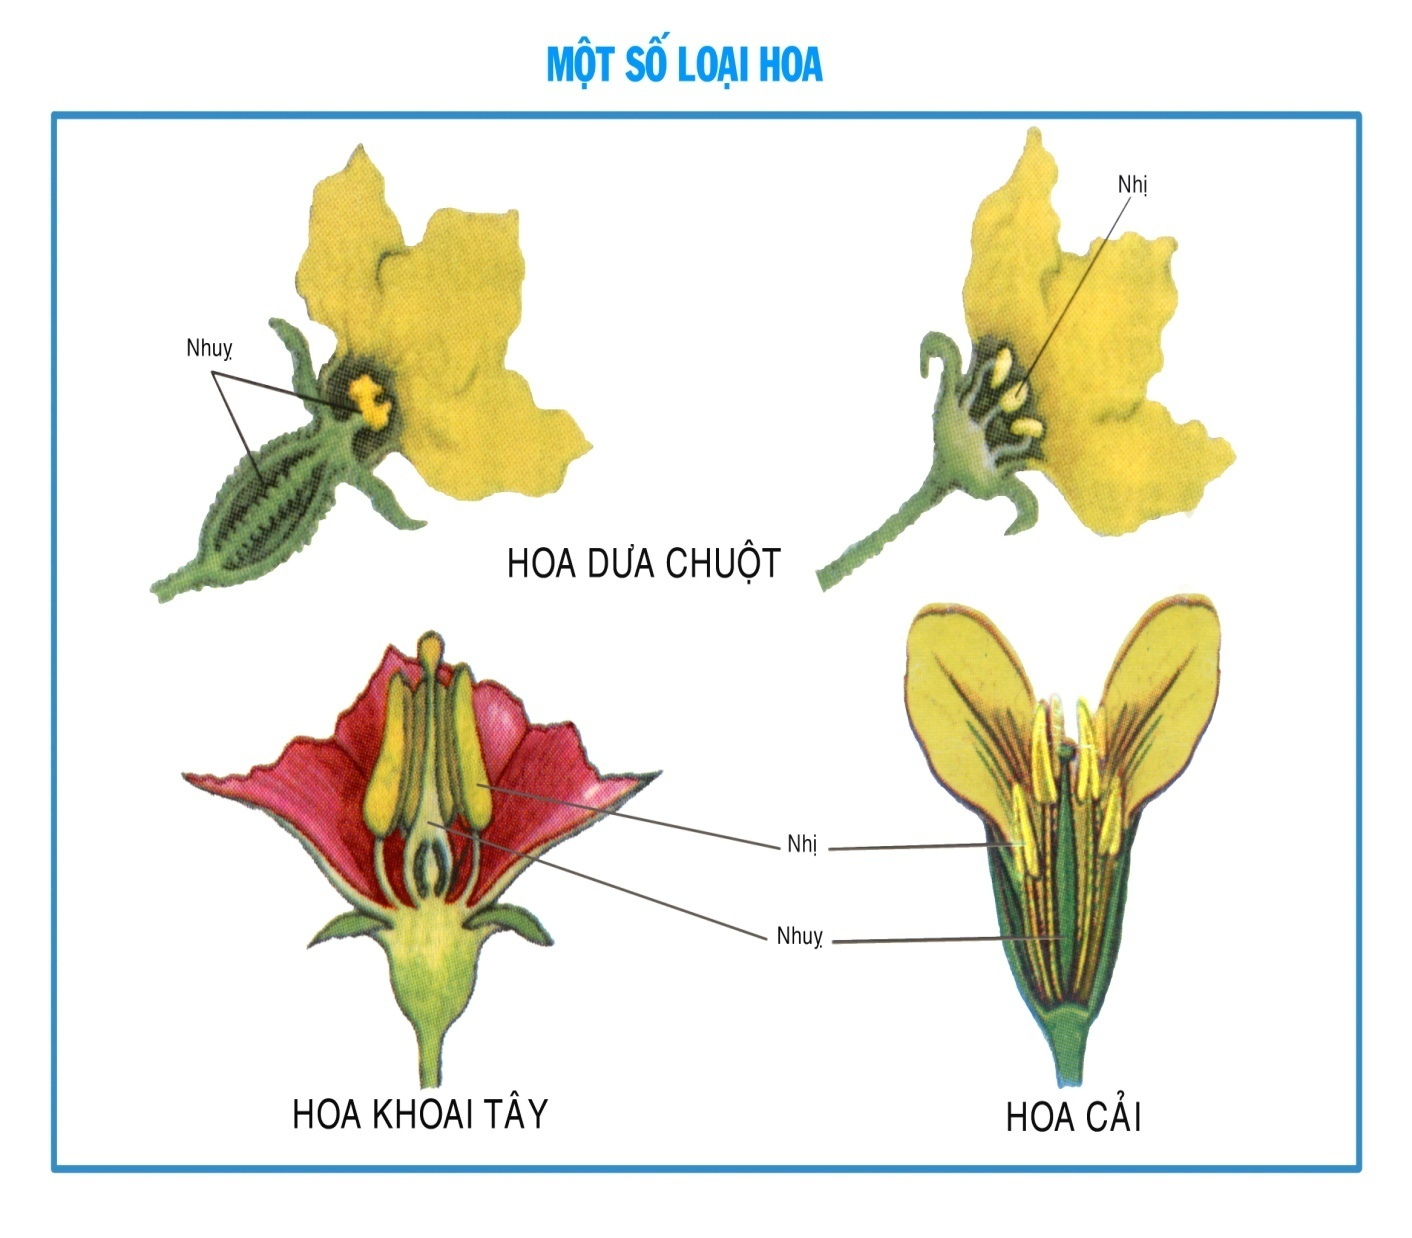 MỘT SỐ LOẠI HOA
Nhị
Nhuỵ
HOA DƯA CHUỘT
Nhị
Nhuỵ
HOA KHOAI TÂY
HOA CẢI